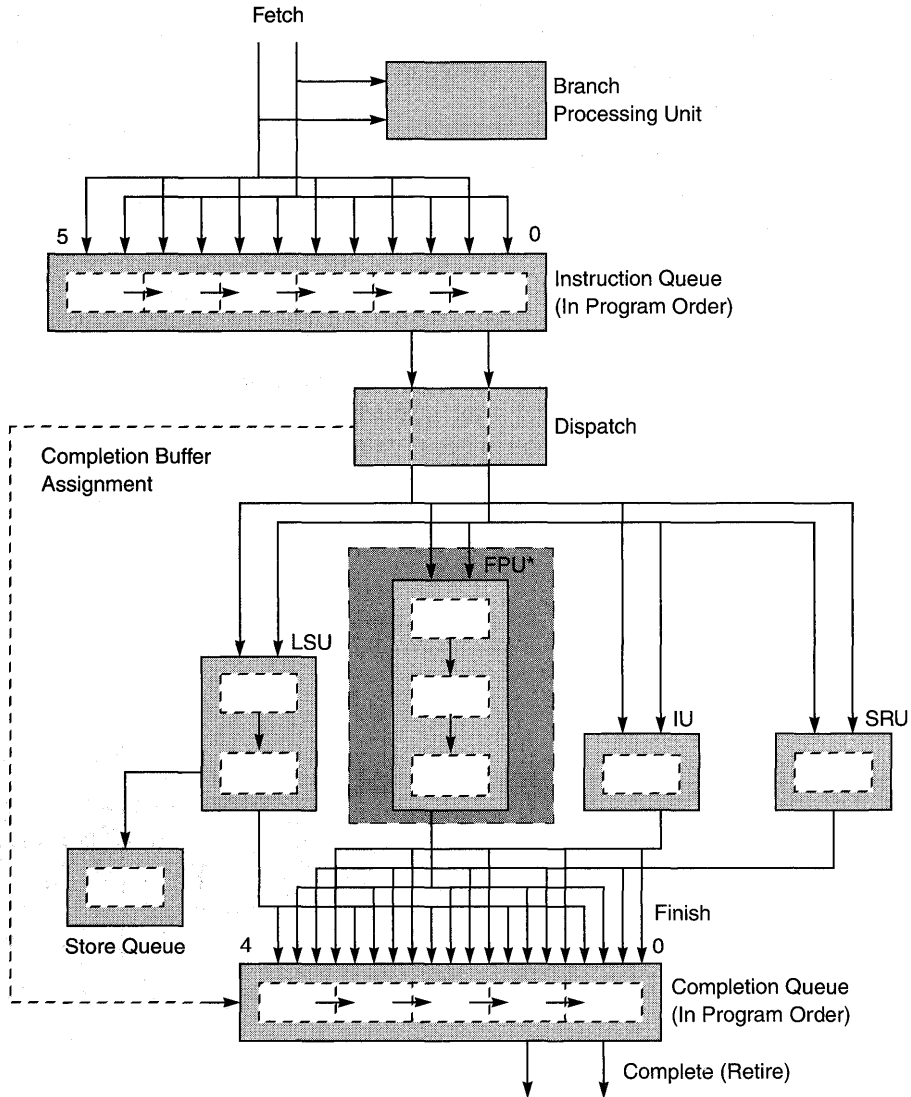 Fetch
Branch
Processing Unit
5
0
Instruction Queue
(In Program Order)
Dispatch
Completion Buffer
Assignment
FPU*
LSU
IU
SRU
Store Queue
Finish
4
0
Completion Queue
(In Program Order)
Complete (Retire)